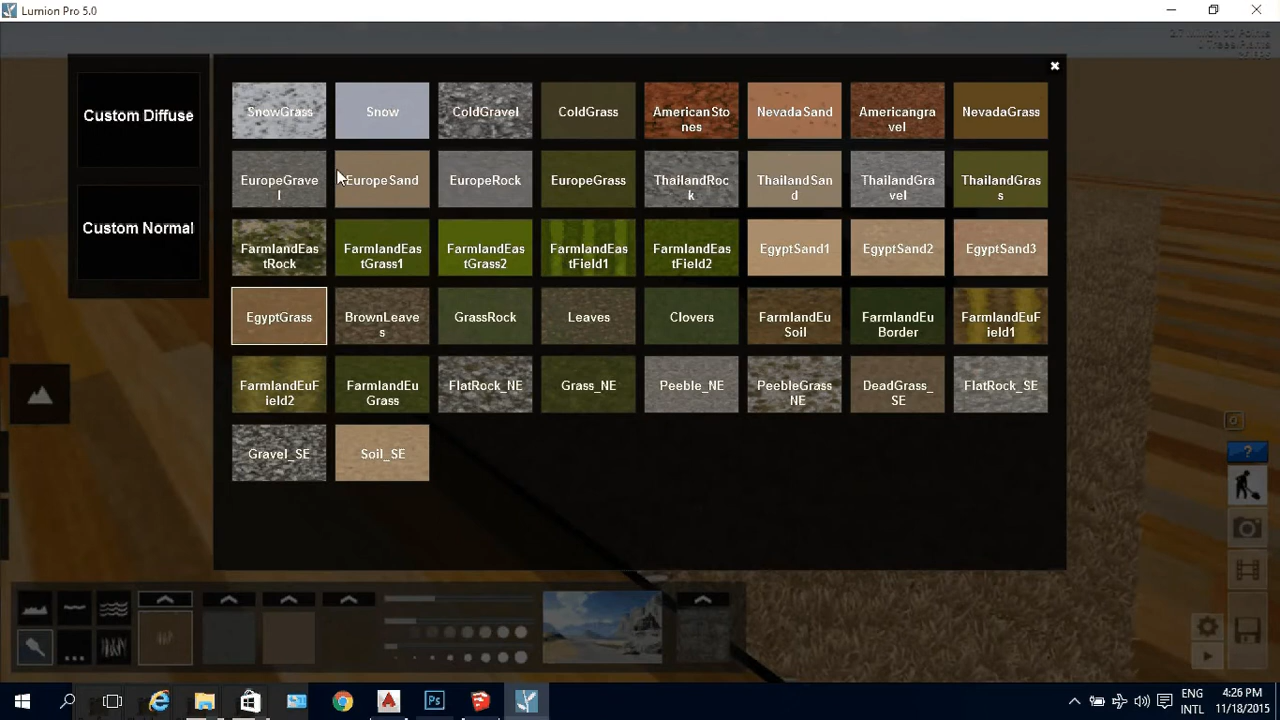 Lumion Pro 5.0
Custom Diffuse
Custom Normal
SnowGrass
Snow
ColdGravel
ColdGrass
AmericanSto
nes
NevadaSand
Americangra
vel
NevadaGrass
EuropeGrave
l
EuropeSand
EuropeRock
EuropeGrass
ThailandRoc
k
ThailandSan
d
ThailandGra
vel
ThailandGras
s
FarmlandEas
tRock
FarmlandEas
tGrass1
FarmlandEas
tGrass2
FarmlandEas
tField1
FarmlandEas
tField2
EgyptSand1
EgyptSand2
EgyptSand3
EgyptGrass
BrownLeave
s
GrassRock
Leaves
Clovers
FarmlandEu
Soil
FarmlandEu
Border
FarmlandEuF
ield1
FarmlandEuF
ield2
FarmlandEu
Grass
FlatRock_NE
Grass_NE
Peeble_NE
PeebleGrass
NE
DeadGrass_
SE
FlatRock_SE
Gravel_SE
Soil_SE
?
Ps
ENG
INTL
4:26 PM
11/18/2015